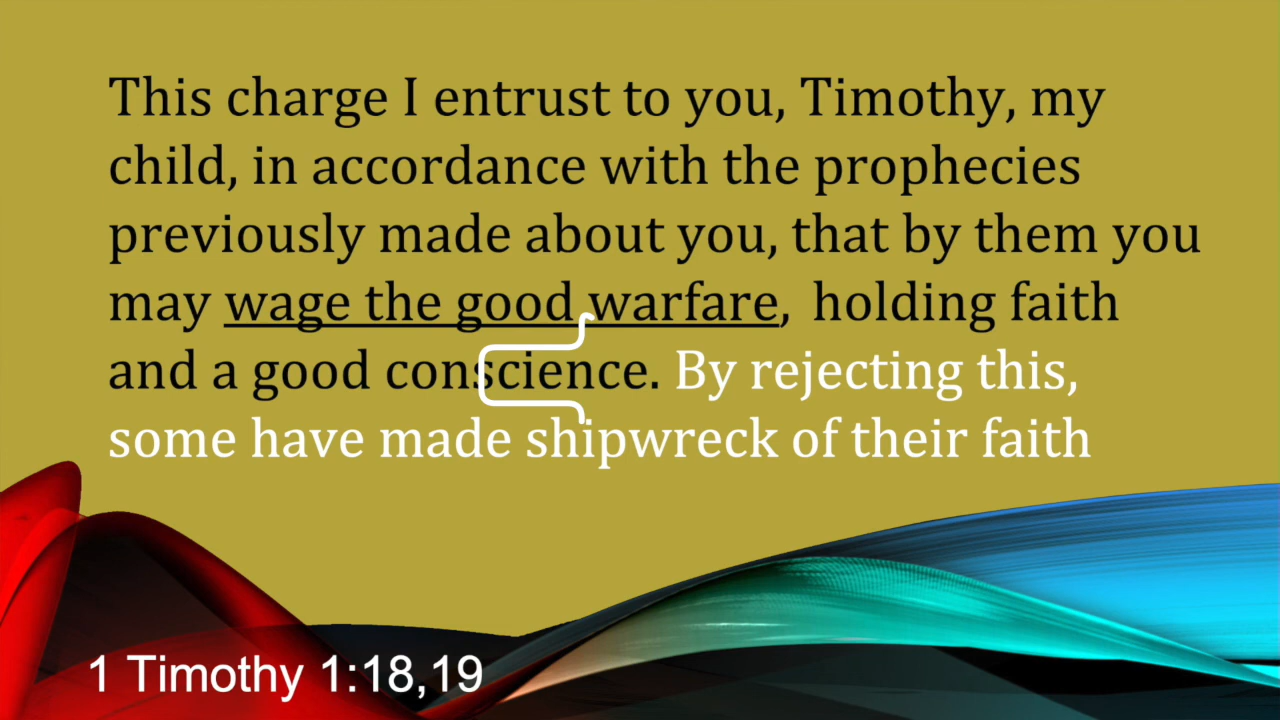 This charge I entrust to you, Timothy, my
child, in accordance with the prophecies
previously made about you, that by them you
may wage the good warfare, holding faith
and a good conscience. By rejecting this,
some have made shipwreck of their faith
1 Timothy 1:18,19